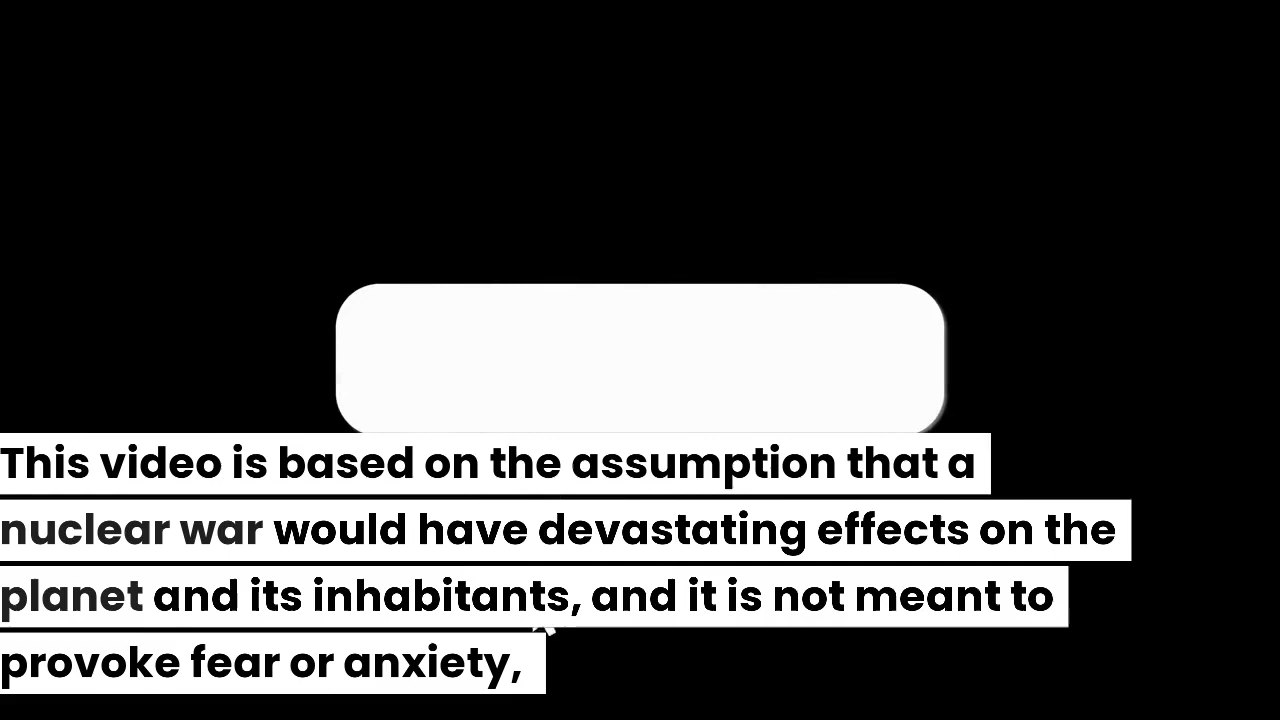 This video is based on the assumption that a
nuclear war would have devastating effects on the
planet and its inhabitants, and it is not meant to
provoke fear or anxiety,